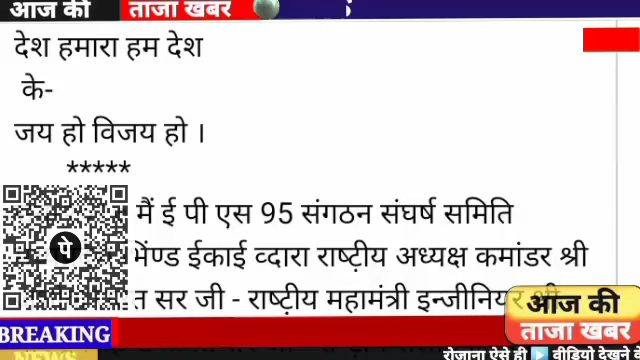 आज की ताजा खबर
देश हमारा हम देश
के-
जय हो विजय हो ।
*****
मैं ई पी एस 95 संगठन संघर्ष समिति
भिण्ड ईकाई व्दारा राष्ट़ीय अध्यक्ष कमांडर श्री
पे
त सर जी - राष्ट़ीय महामंत्री इन्जीनियर श्री
आज की
ताजा खबर
BREAKING
NEWS
रोजाना ऐसे ही वीडियो देखने के